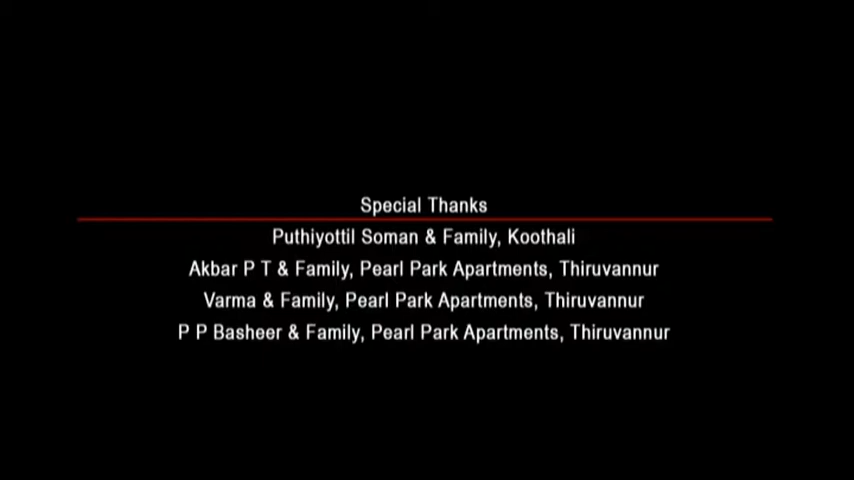 Special Thanks
Puthiyottil Soman & Family, Koothali
Akbar P T & Family, Pearl Park Apartments, Thiruvannur
Varma & Family, Pearl Park Apartments, Thiruvannur
P P Basheer & Family, Pearl Park Apartments, Thiruvannur